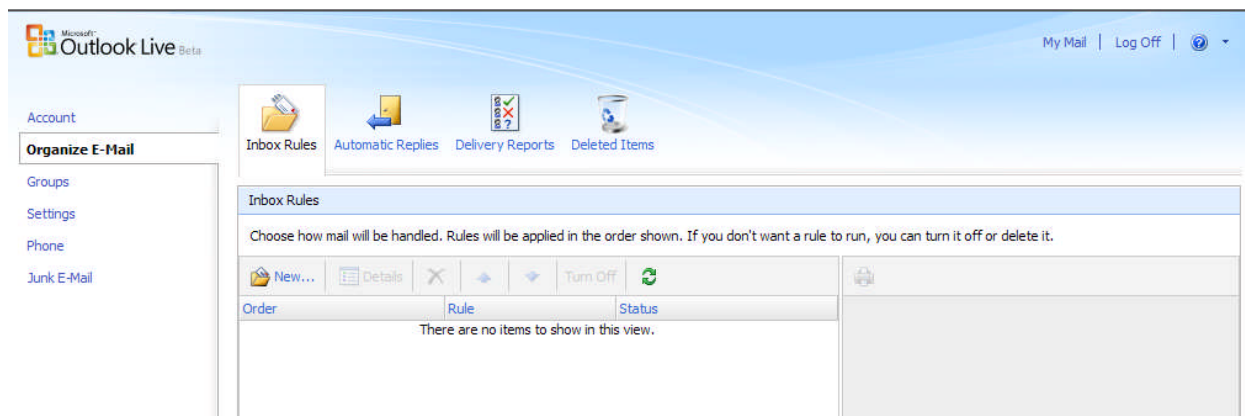 Microsoft®
Outlook Live Beta
My Mail | Log Off |
Account
Organize E-Mail
Groups
Settings
Phone
Junk E-Mail
Inbox Rules Automatic Replies Delivery Reports Deleted Items
Inbox Rules
Choose how mail will be handled. Rules will be applied in the order shown. If you don't want a rule to run, you can turn it off or delete it.
New... Details Turn Off
Order Rule Status
There are no items to show in this view.